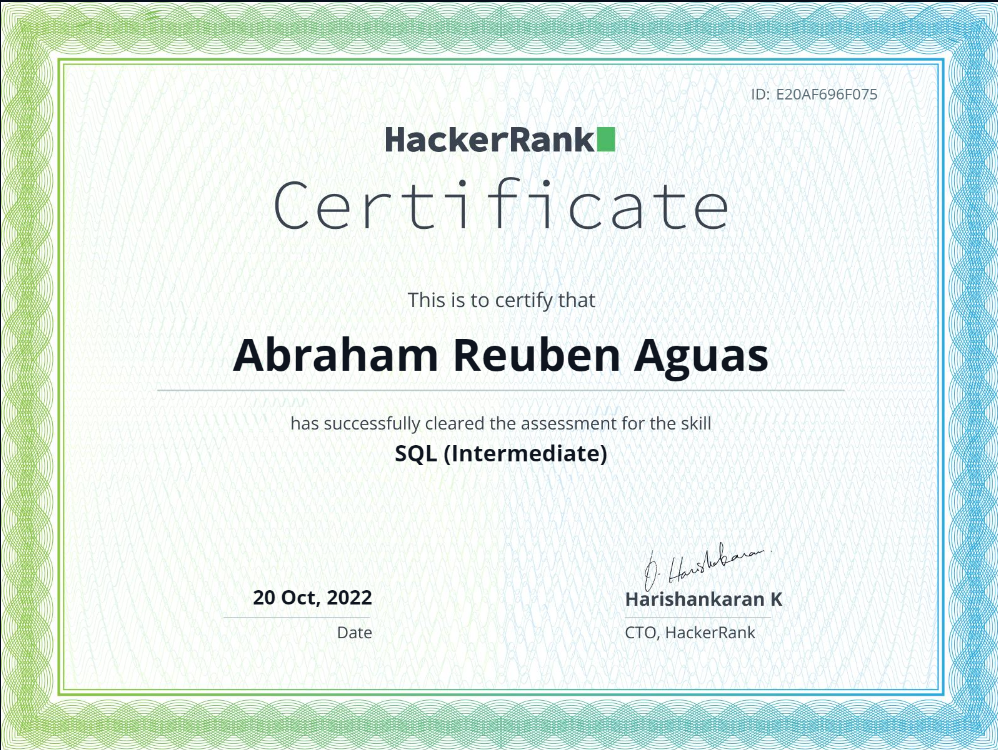 ID: E20AF696F075
HackerRank
Certificate
This is to certify that
Abraham Reuben Aguas
has successfully cleared the assessment for the skill
SQL (Intermediate)
20 Oct, 2022
Date
Harishankaran
Harishankaran K
CTO, HackerRank